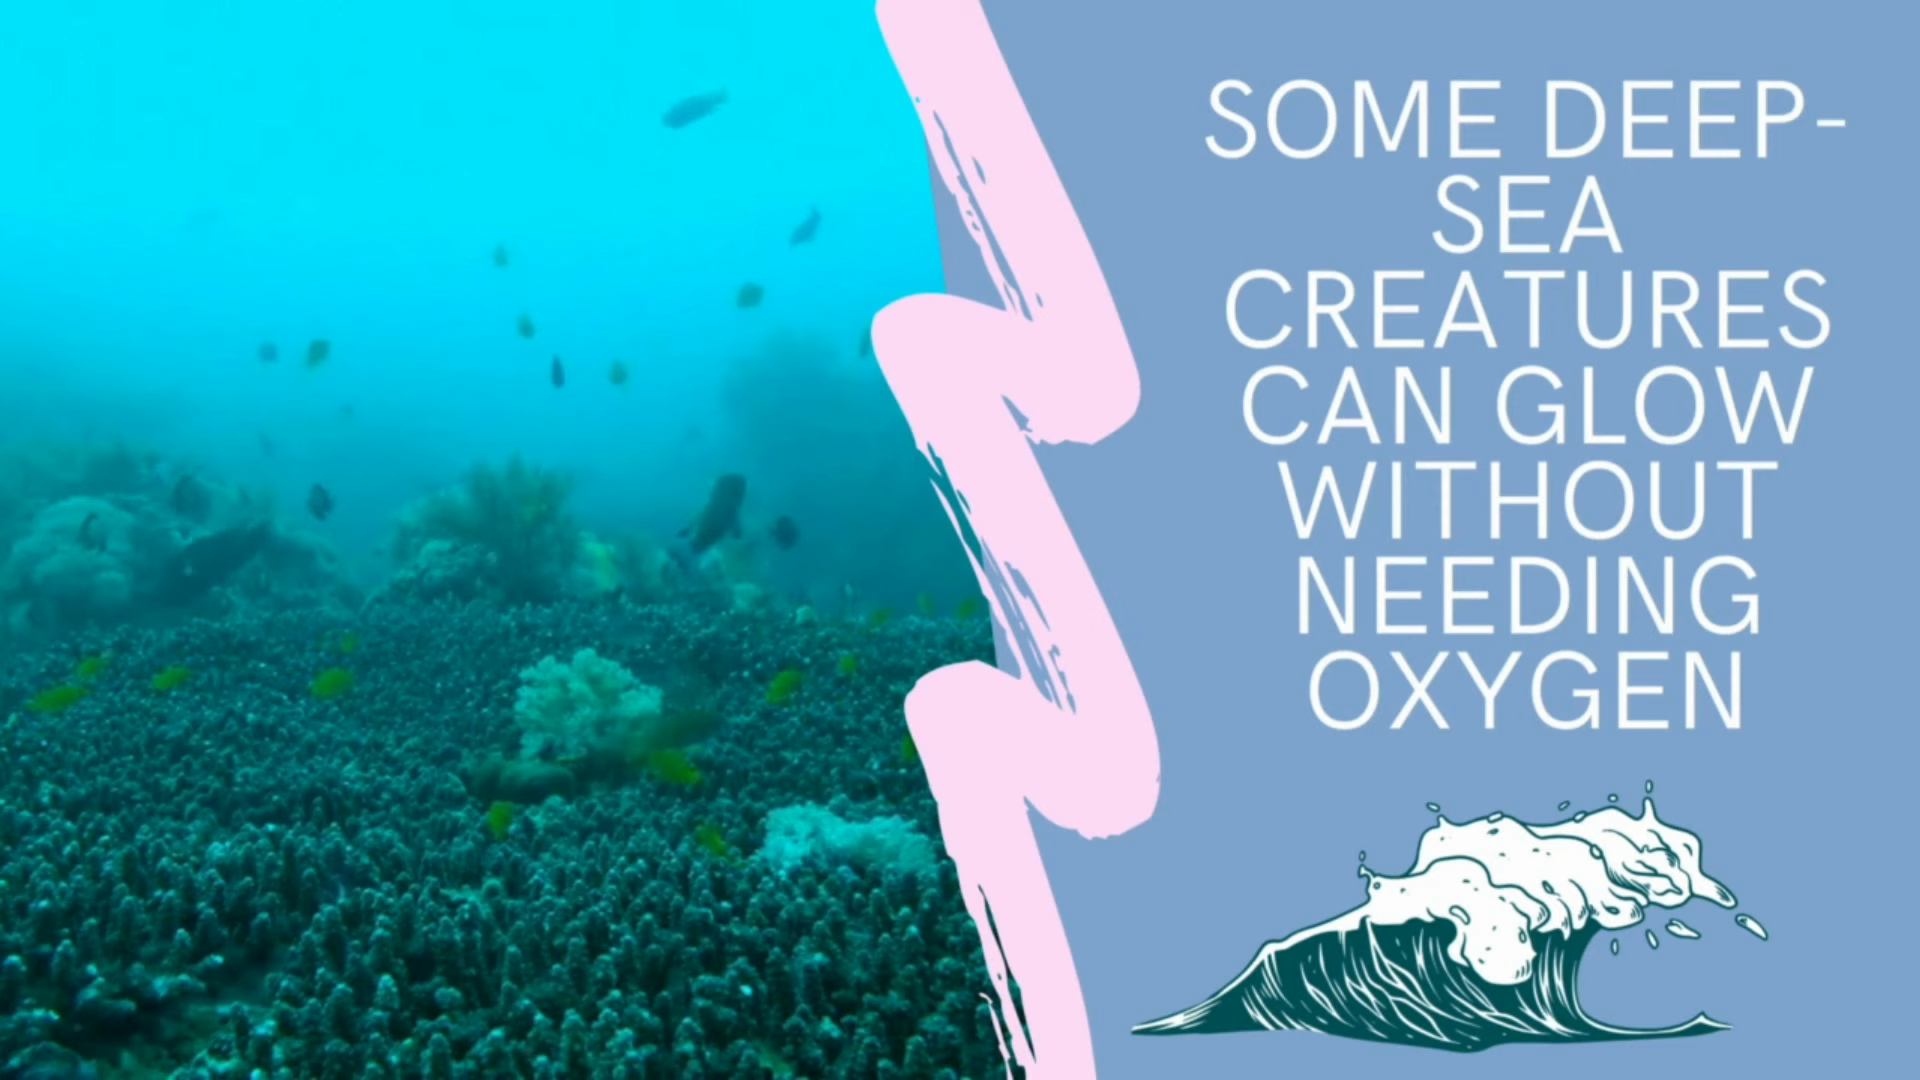 SOME DEEP-
SEA
CREATURES
CAN GLOW
WITHOUT
NEEDING
OXYGEN